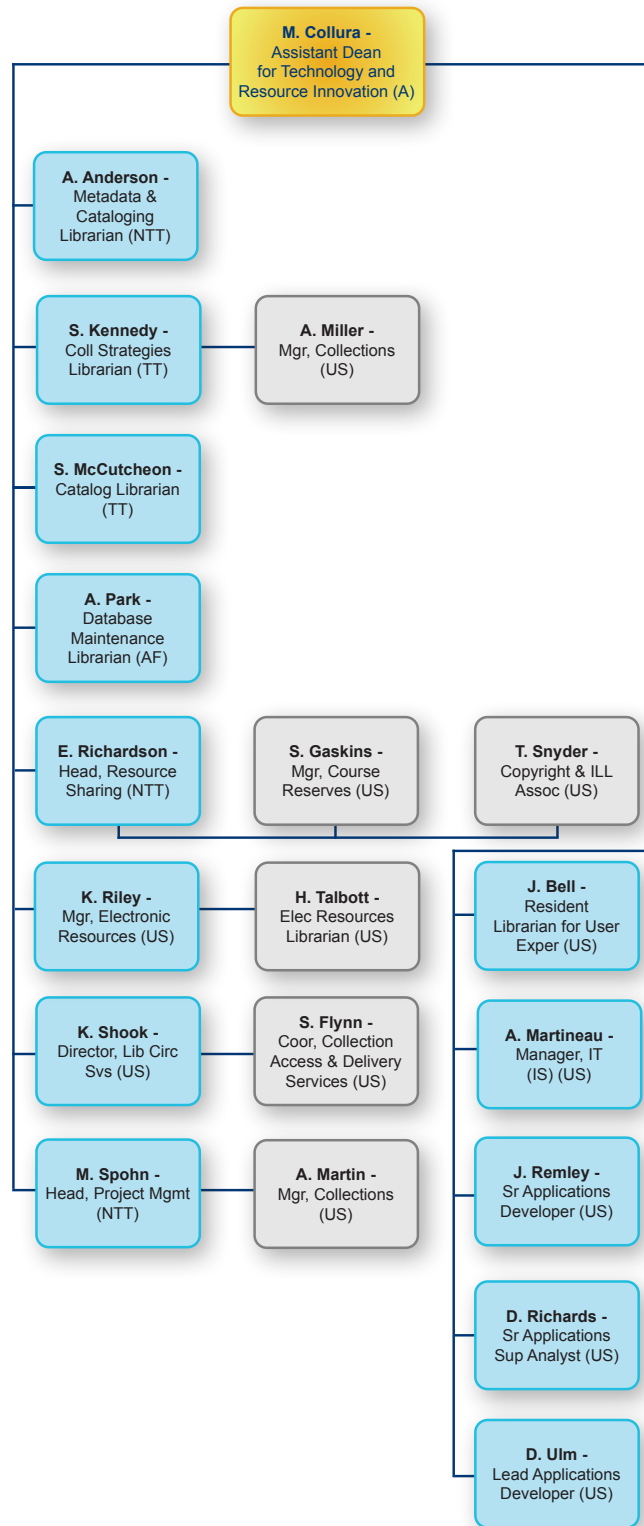 M. Collura -
Assistant Dean
for Technology and
Resource Innovation (A)
A. Anderson -
Metadata &
Cataloging
Librarian (NTT)
S. Kennedy -
Coll Strategies
Librarian (TT)
A. Miller -
Mgr, Collections
(US)
S. McCutcheon -
Catalog Librarian
(TT)
A. Park -
Database
Maintenance
Librarian (AF)
E. Richardson -
Head, Resource
Sharing (NTT)
S. Gaskins -
Mgr, Course
Reserves (US)
T. Snyder -
Copyright & ILL
Assoc (US)
K. Riley -
Mgr, Electronic
Resources (US)
H. Talbott -
Elec Resources
Librarian (US)
J. Bell -
Resident
Librarian for User
Exper (US)
K. Shook -
Director, Lib Circ
Svs (US)
S. Flynn -
Coor, Collection
Access & Delivery
Services (US)
A. Martineau -
Manager, IT
(IS) (US)
M. Spohn -
Head, Project Mgmt
(NTT)
A. Martin -
Mgr, Collections
(US)
J. Remley -
Sr Applications
Developer (US)
D. Richards -
Sr Applications
Sup Analyst (US)
D. Ulm -
Lead Applications
Developer (US)